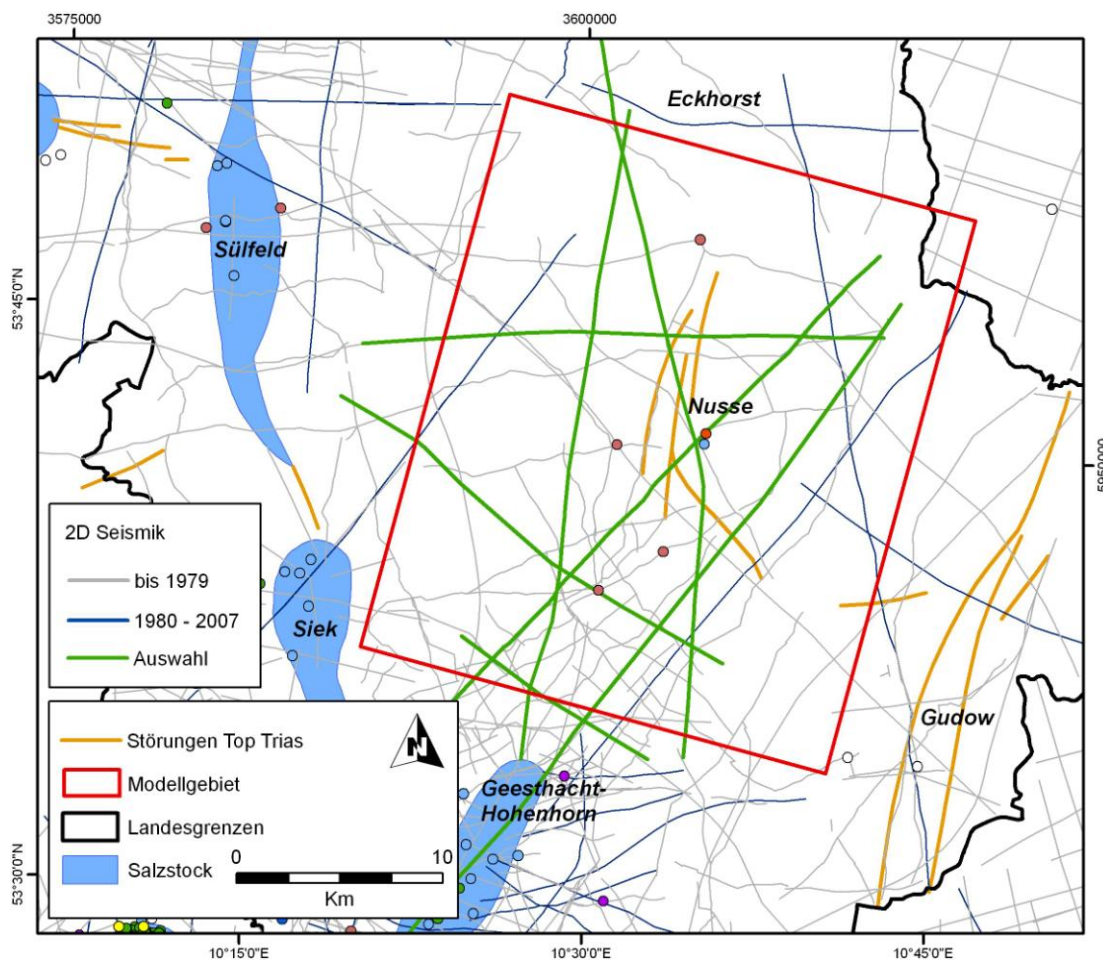 3575000
3600000
Eckhorst
Sülfeld
53°45'0"N
Nusse
5950000
2D Seismik
bis 1979
1980 - 2007
Auswahl
Siek
Störungen Top Trias
Modellgebiet
Landesgrenzen
Salzstock
N
0
10
Km
Gudow
Geesthacht-
Hohenhorn
53°30'0"N
10°15'0"E
10°30'0"E
10°45'0"E